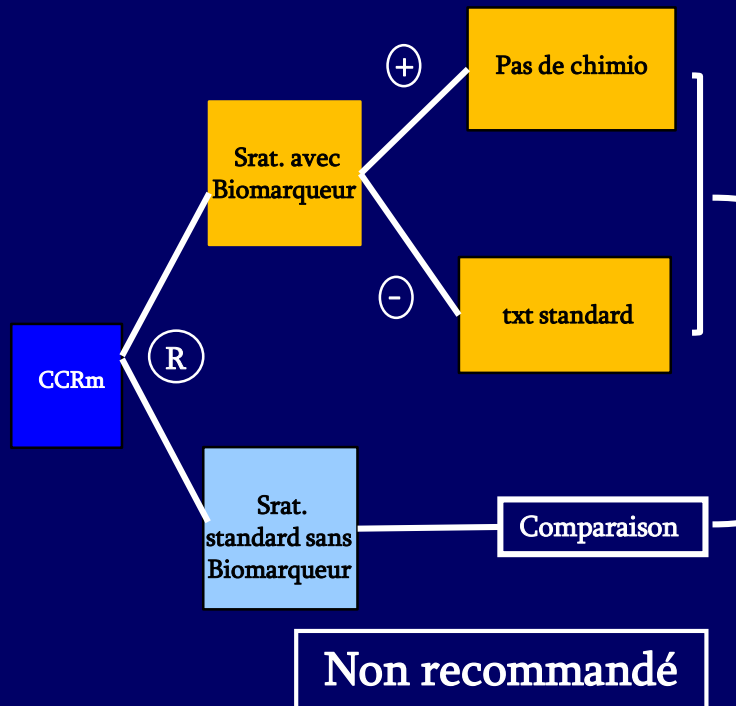 +
Pas de chimio
Srat. avec
Biomarqueur
-
txt standard
CCRm
R
Srat.
standard sans
Biomarqueur
Comparaison
Non recommandé